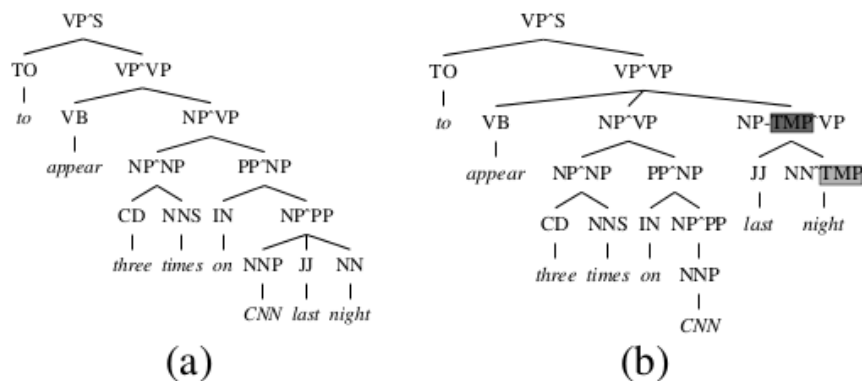 VP^S VP^S
TO VP^VP TO VP^VP
to VB NP^VP to VB NP^VP NP-TMP^VP
appear NP^NP PP^NP appear NP^NP PP^NP JJ NN^TMP
CD NNS IN NP^PP CD NNS IN NP^PP last night
three times on NNP JJ NN three times on NNP
CNN last night CNN
(a) (b)